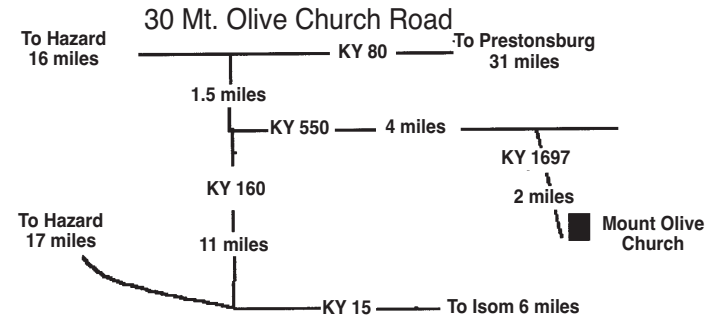 30 Mt. Olive Church Road
To Hazard
16 miles
KY 80
To Prestonsburg
31 miles
1.5 miles
KY 550
4 miles
KY 1697
KY 160
2 miles
To Hazard
17 miles
11 miles
Mount Olive
Church
KY 15
To Isom 6 miles